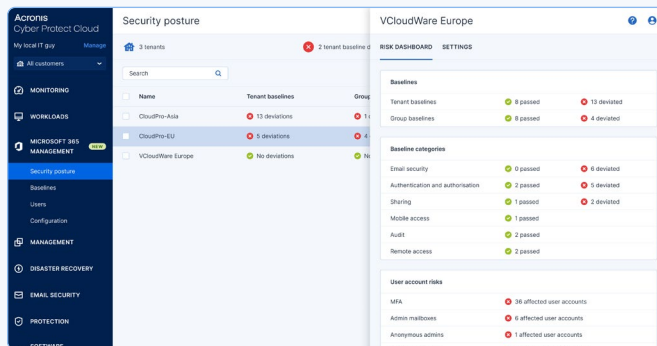 Acronis
Cyber Protect Cloud
My local IT guy Manage
All customers
MONITORING
WORKLOADS
MICROSOFT 365
MANAGEMENT NEW
Security posture
Baselines
Users
Configuration
MANAGEMENT
DISASTER RECOVERY
EMAIL SECURITY
PROTECTION
SOFTWARE
Security posture
3 tenants 2 tenant baseline d
Search
Name Tenant baselines Group
CloudPro-Asia 13 deviations 1
CloudPro-EU 5 deviations 4
VCloudWare Europe No deviations No
VCloudWare Europe
RISK DASHBOARD SETTINGS
Baselines
Tenant baselines 8 passed 13 deviated
Group baselines 8 passed 4 deviated
Baseline categories
Email security 0 passed 6 deviated
Authentication and authorisation 2 passed 5 deviated
Sharing 1 passed 2 deviated
Mobile access 1 passed
Audit 2 passed
Remote access 2 passed
User account risks
MFA 36 affected user accounts
Admin mailboxes 6 affected user accounts
Anonymous admins 1 affected user accounts